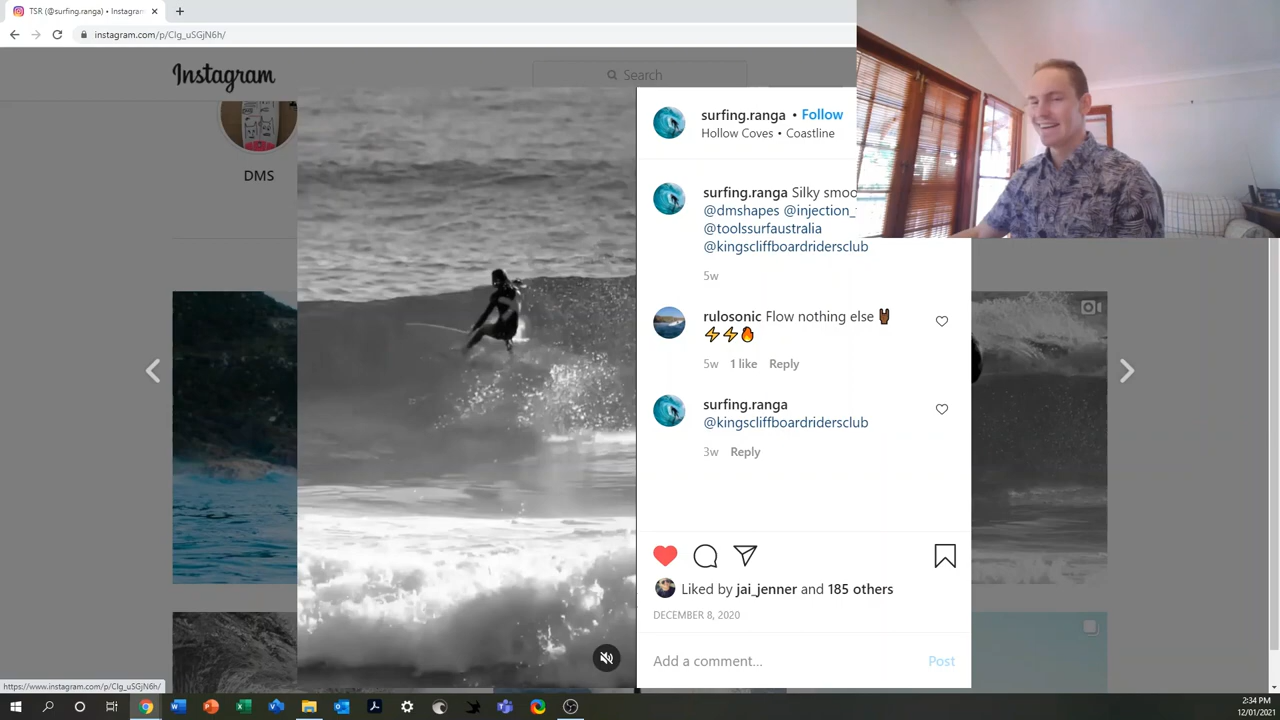 TSR (@surfing.ranga) • Instagram
instagram.com/p/CIg_uSGjN6h/
Instagram
Search
DMS
surfing.ranga • Follow
Hollow Coves • Coastline
surfing.ranga Silky smoo
@dmshapes @injection_
@toolssurfaustralia
@kingscliffboardridersclub
5w
rulosonic Flow nothing else 🤘🏿
⚡⚡🔥
5w 1 like Reply
surfing.ranga
@kingscliffboardridersclub
3w Reply
Liked by jai_jenner and 185 others
DECEMBER 8, 2020
Add a comment... Post
https://www.instagram.com/p/CIg_uSGjN6h/
2:34 PM
12/01/2021